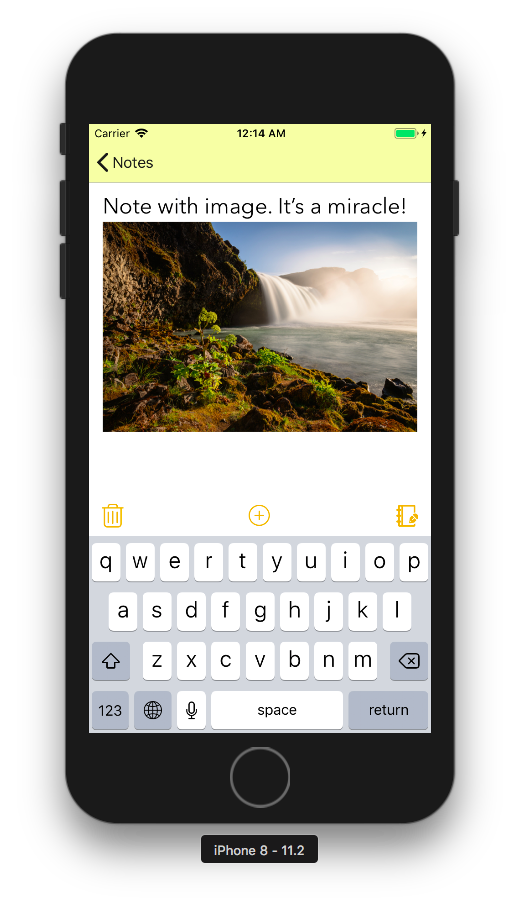 Carrier 12:14 AM
Notes
Note with image. It’s a miracle!
q w e r t y u i o p
a s d f g h j k l
z x c v b n m
123 space return
iPhone 8 - 11.2